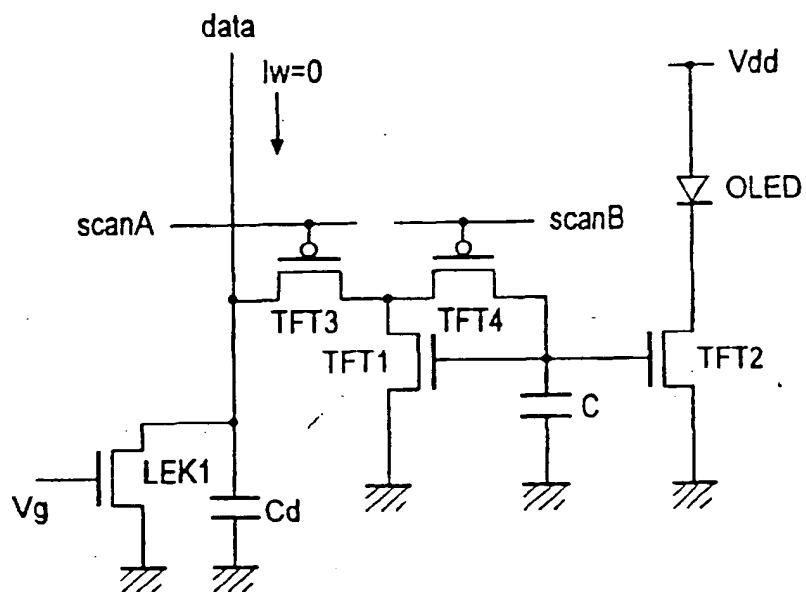 data
Iw=0
Vdd
OLED
scanA
scanB
TFT3
TFT4
TFT1
TFT2
C
LEK1
Vg
Cd